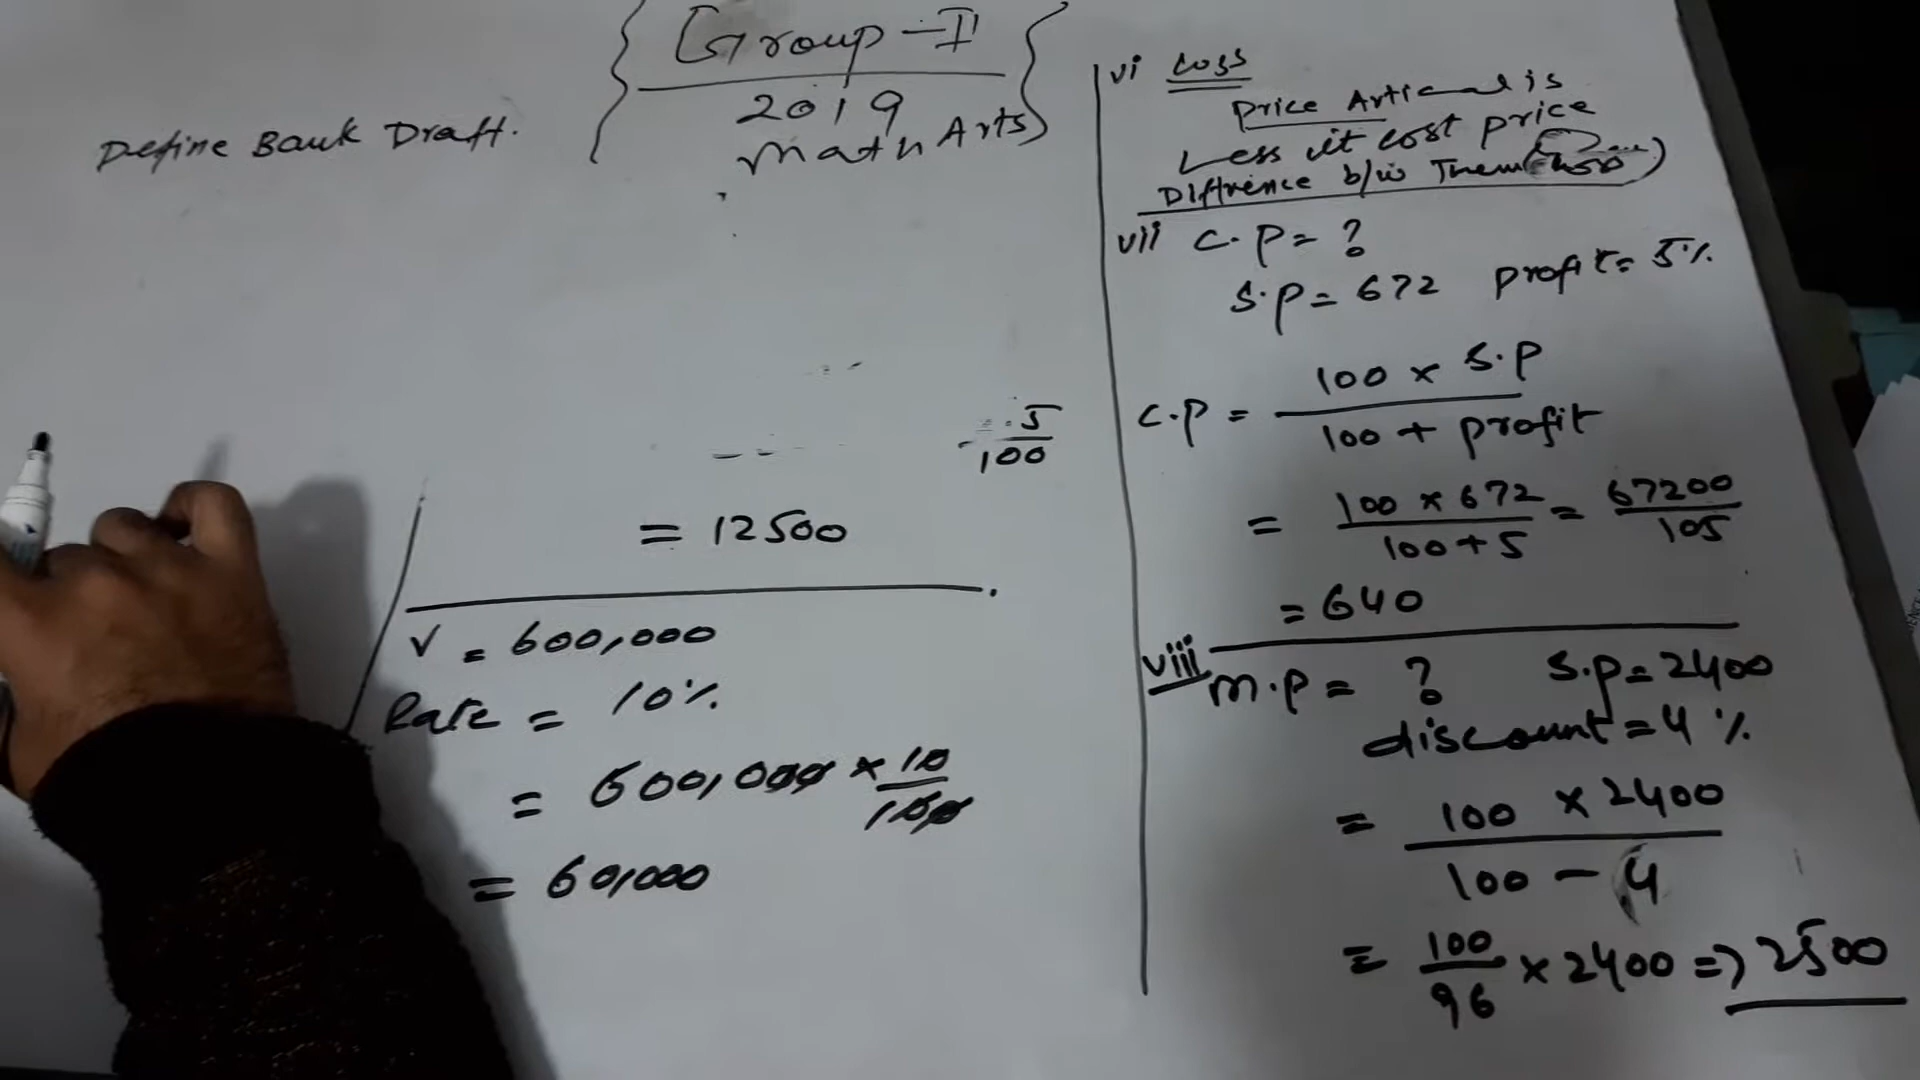 Group - II
2019
Math Arts
Define Bank Draft.
5
100
= 12500
V = 600,000
Rate = 10%
= 600,000 × 10
100
= 60,000
vi Loss
Price is
Less it cost price
Diffrence b/w Them
vii C.P = ?
S.P = 672 profit = 5%
C.P = 100 × S.P
100 + profit
= 100 × 672 = 67200
100 + 5 105
= 640
viii M.P = ? S.P = 2400
discount = 4 %
= 100 × 2400
100 - 4
= 100 × 2400 => 2500
96